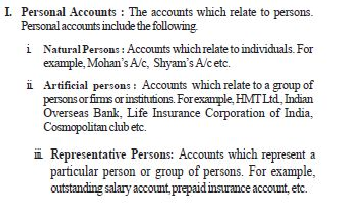 I. Personal Accounts : The accounts which relate to persons.
Personal accounts include the following.
i. Natural Persons : Accounts which relate to individuals. For
example, Mohan's A/c, Shyam's A/c etc.
ii. Artificial persons : Accounts which relate to a group of
persons or firms or institutions. For example, HMT Ltd., Indian
Overseas Bank, Life Insurance Corporation of India,
Cosmopolitan club etc.
iii. Representative Persons: Accounts which represent a
particular person or group of persons. For example,
outstanding salary account, prepaid insurance account, etc.